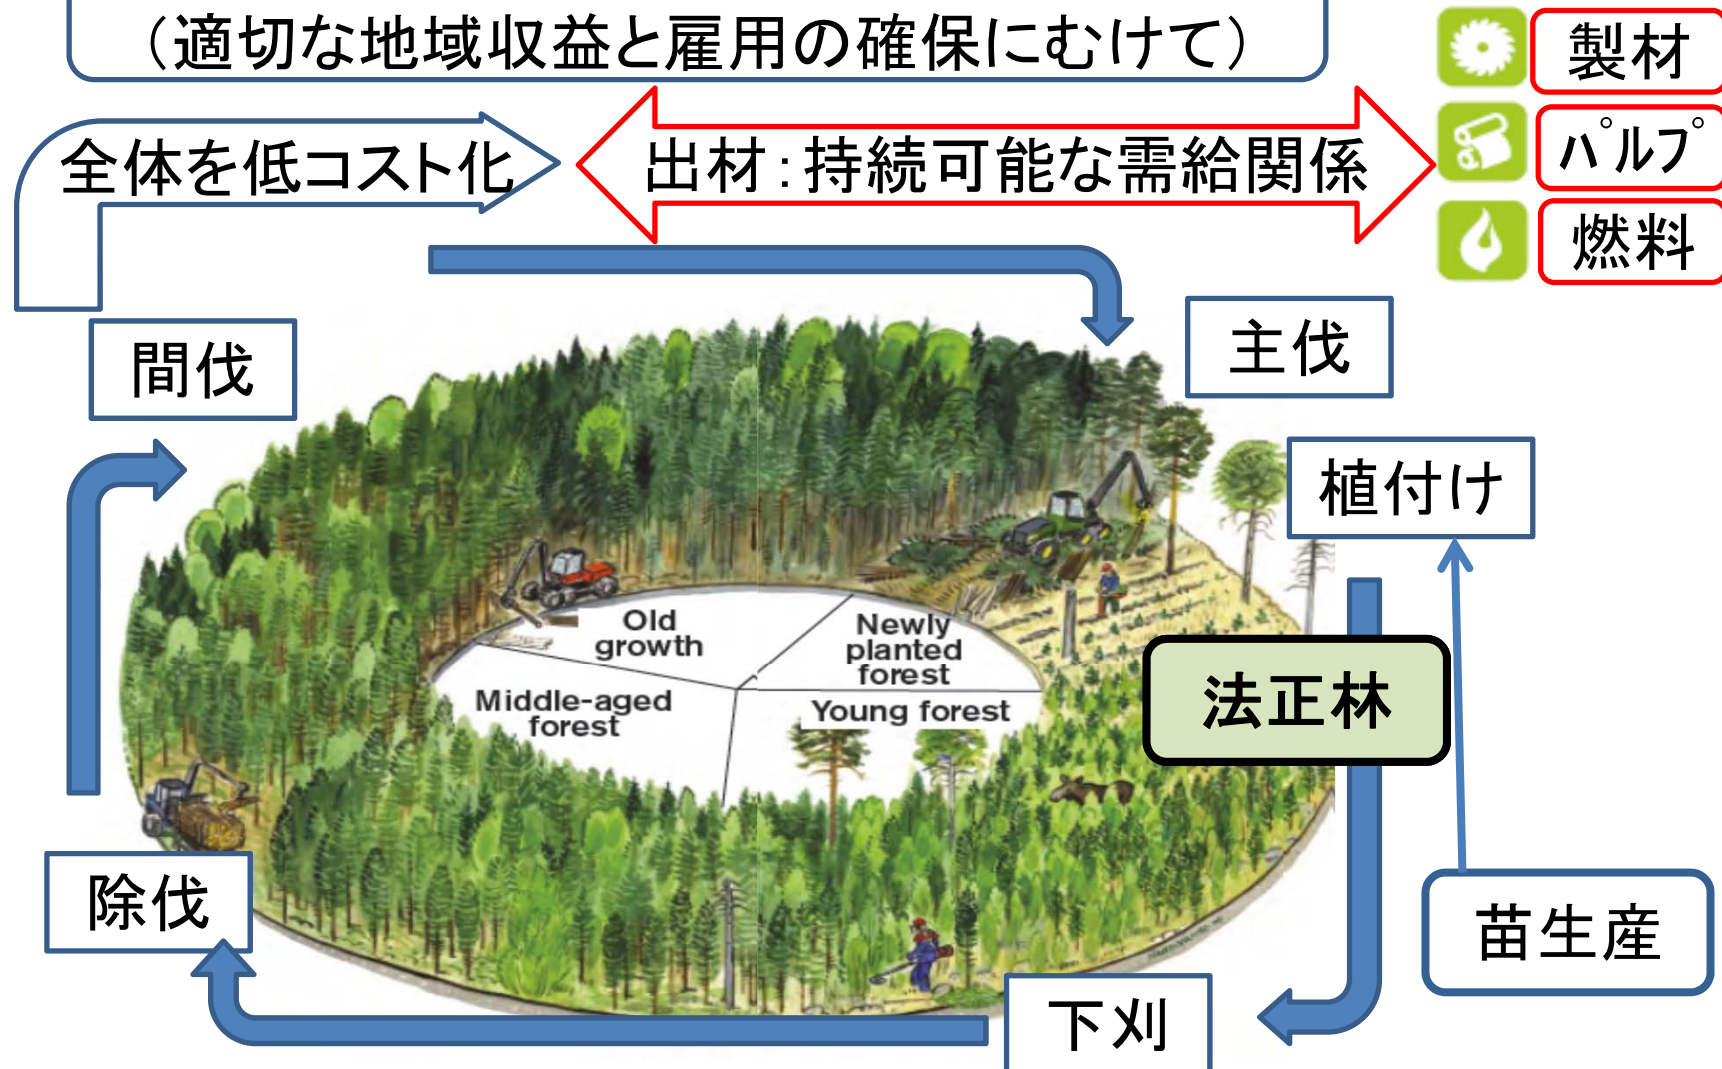 （適切な地域収益と雇用の確保にむけて）
製材
全体を低コスト化
出材：持続可能な需給関係
パルプ
燃料
間伐
主伐
植付け
Old
growth
Newly
planted
forest
Middle-aged
forest
Young forest
法正林
除伐
苗生産
下刈